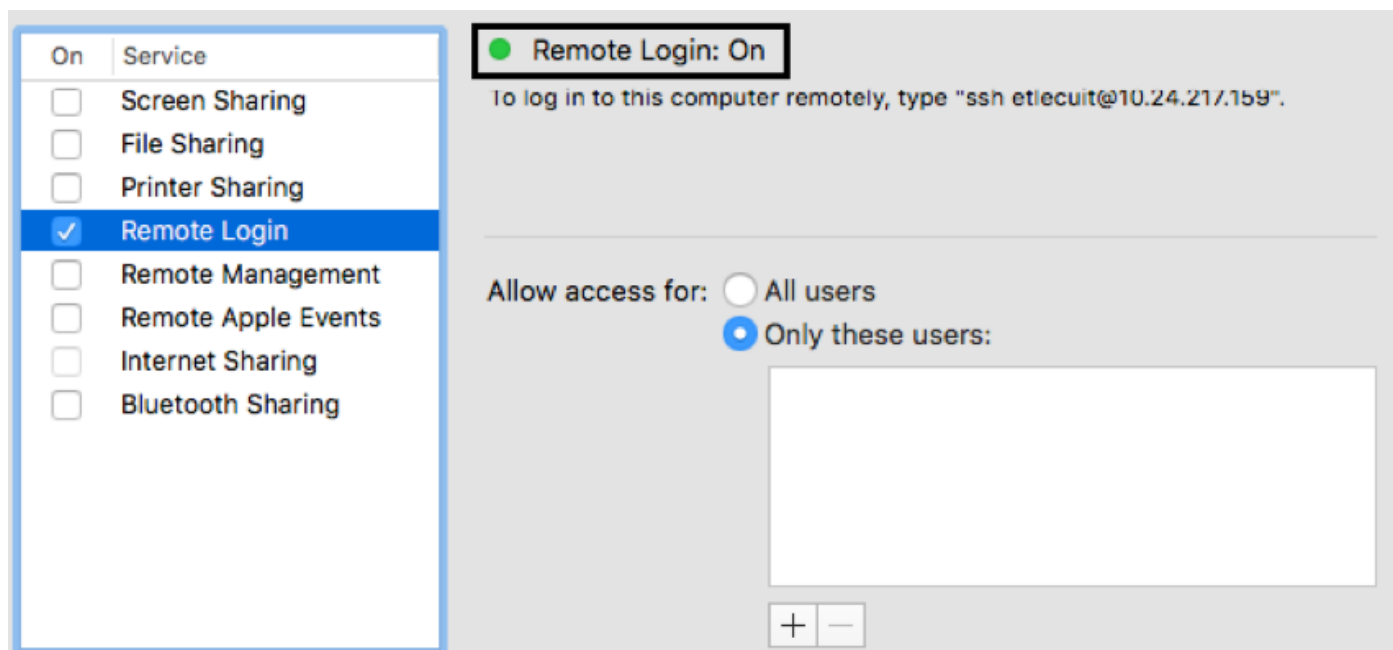 On Service
Screen Sharing
File Sharing
Printer Sharing
Remote Login
Remote Management
Remote Apple Events
Internet Sharing
Bluetooth Sharing
Remote Login: On
To log in to this computer remotely, type "ssh etlecuit@10.24.217.159".
Allow access for: All users
Only these users:
+ −